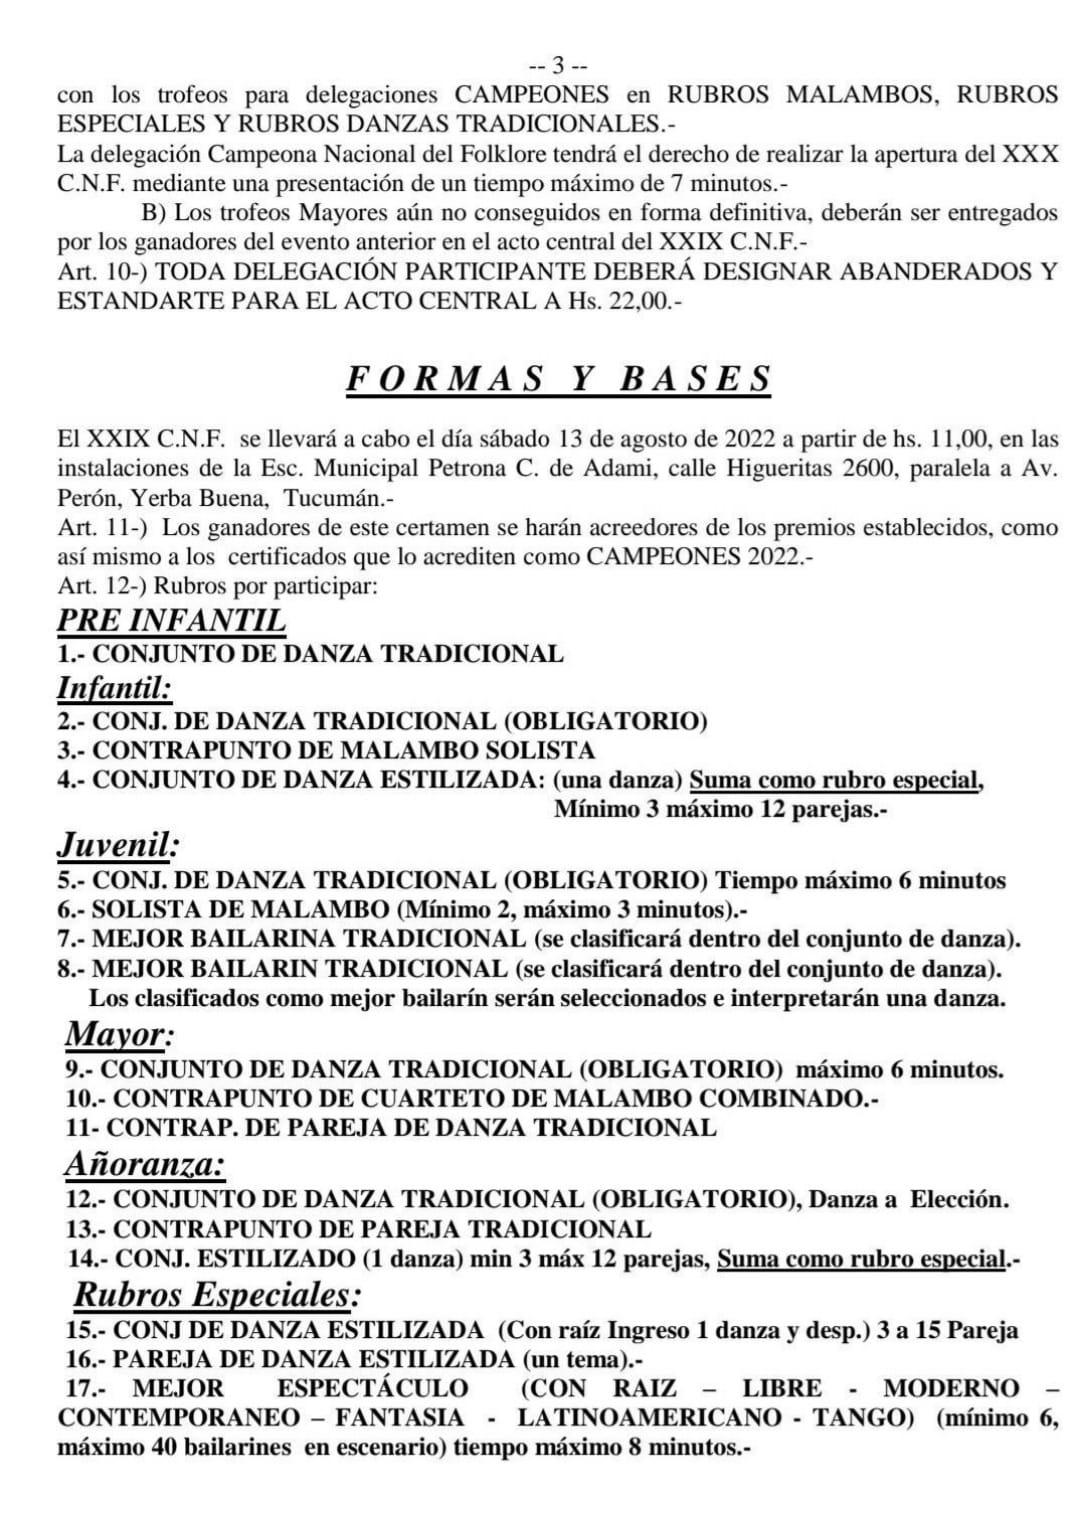 -- 3 --
con los trofeos para delegaciones CAMPEONES en RUBROS MALAMBOS, RUBROS
ESPECIALES Y RUBROS DANZAS TRADICIONALES.-
La delegación Campeona Nacional del Folklore tendrá el derecho de realizar la apertura del XXX
C.N.F. mediante una presentación de un tiempo máximo de 7 minutos.-
B) Los trofeos Mayores aún no conseguidos en forma definitiva, deberán ser entregados
por los ganadores del evento anterior en el acto central del XXIX C.N.F.-
Art. 10-) TODA DELEGACIÓN PARTICIPANTE DEBERÁ DESIGNAR ABANDERADOS Y
ESTANDARTE PARA EL ACTO CENTRAL A Hs. 22,00.-
F O R M A S Y B A S E S
El XXIX C.N.F. se llevará a cabo el día sábado 13 de agosto de 2022 a partir de hs. 11,00, en las
instalaciones de la Esc. Municipal Petrona C. de Adami, calle Higueritas 2600, paralela a Av.
Perón, Yerba Buena, Tucumán.-
Art. 11-) Los ganadores de este certamen se harán acreedores de los premios establecidos, como
así mismo a los certificados que lo acrediten como CAMPEONES 2022.-
Art. 12-) Rubros por participar:
PRE INFANTIL
1.- CONJUNTO DE DANZA TRADICIONAL
Infantil:
2.- CONJ. DE DANZA TRADICIONAL (OBLIGATORIO)
3.- CONTRAPUNTO DE MALAMBO SOLISTA
4.- CONJUNTO DE DANZA ESTILIZADA: (una danza) Suma como rubro especial,
Mínimo 3 máximo 12 parejas.-
Juvenil:
5.- CONJ. DE DANZA TRADICIONAL (OBLIGATORIO) Tiempo máximo 6 minutos
6.- SOLISTA DE MALAMBO (Mínimo 2, máximo 3 minutos).-
7.- MEJOR BAILARINA TRADICIONAL (se clasificará dentro del conjunto de danza).
8.- MEJOR BAILARIN TRADICIONAL (se clasificará dentro del conjunto de danza).
Los clasificados como mejor bailarín serán seleccionados e interpretarán una danza.
Mayor:
9.- CONJUNTO DE DANZA TRADICIONAL (OBLIGATORIO) máximo 6 minutos.
10.- CONTRAPUNTO DE CUARTETO DE MALAMBO COMBINADO.-
11- CONTRAP. DE PAREJA DE DANZA TRADICIONAL
Añoranza:
12.- CONJUNTO DE DANZA TRADICIONAL (OBLIGATORIO), Danza a Elección.
13.- CONTRAPUNTO DE PAREJA TRADICIONAL
14.- CONJ. ESTILIZADO (1 danza) min 3 máx 12 parejas, Suma como rubro especial.-
Rubros Especiales:
15.- CONJ DE DANZA ESTILIZADA (Con raíz Ingreso 1 danza y desp.) 3 a 15 Pareja
16.- PAREJA DE DANZA ESTILIZADA (un tema).-
17.- MEJOR ESPECTÁCULO (CON RAIZ – LIBRE - MODERNO –
CONTEMPORANEO – FANTASIA - LATINOAMERICANO - TANGO) (mínimo 6,
máximo 40 bailarines en escenario) tiempo máximo 8 minutos.-